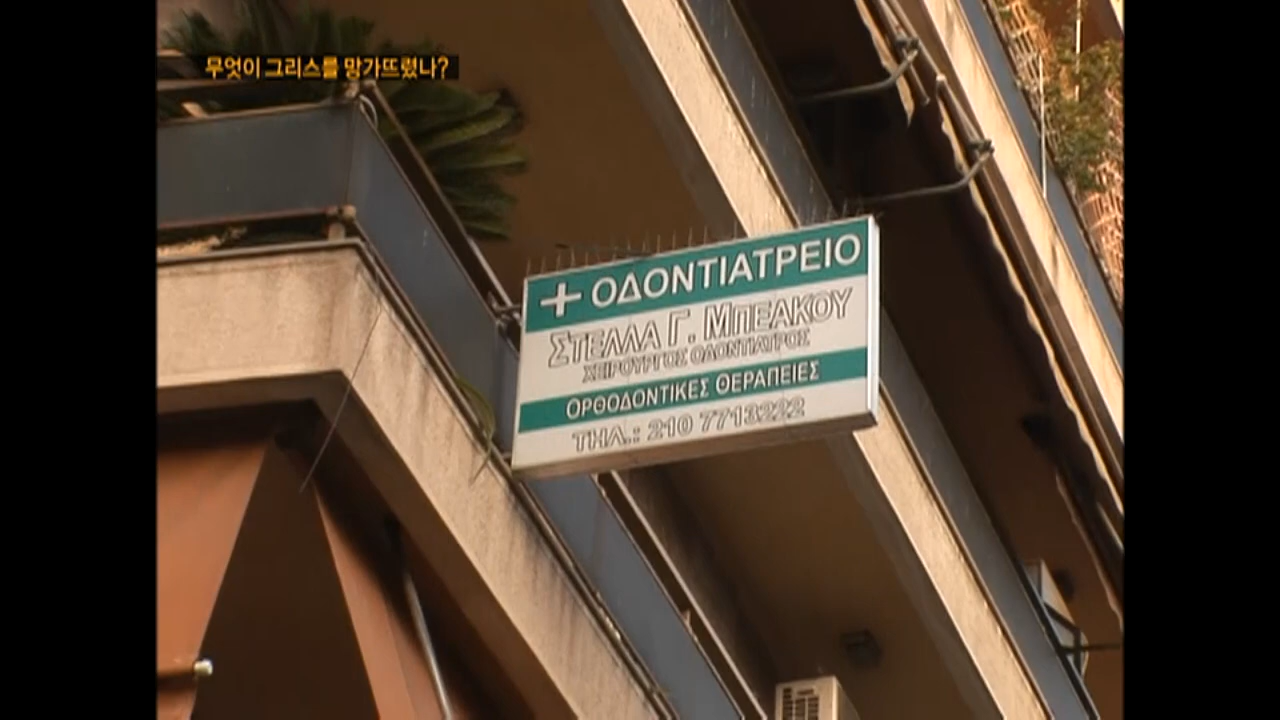 무엇이 그리스를 망가뜨렸나?
+ ΟΔΟΝΤΙΑΤΡΕΙΟ
ΣΤΕΛΛΑ Γ. ΜΠΕΑΚΟΥ
ΧΕΙΡΟΥΡΓΟΣ ΟΔΟΝΤΙΑΤΡΟΣ
ΟΡΘΟΔΟΝΤΙΚΕΣ ΘΕΡΑΠΕΙΕΣ
ΤΗΛ.: 210 7713222